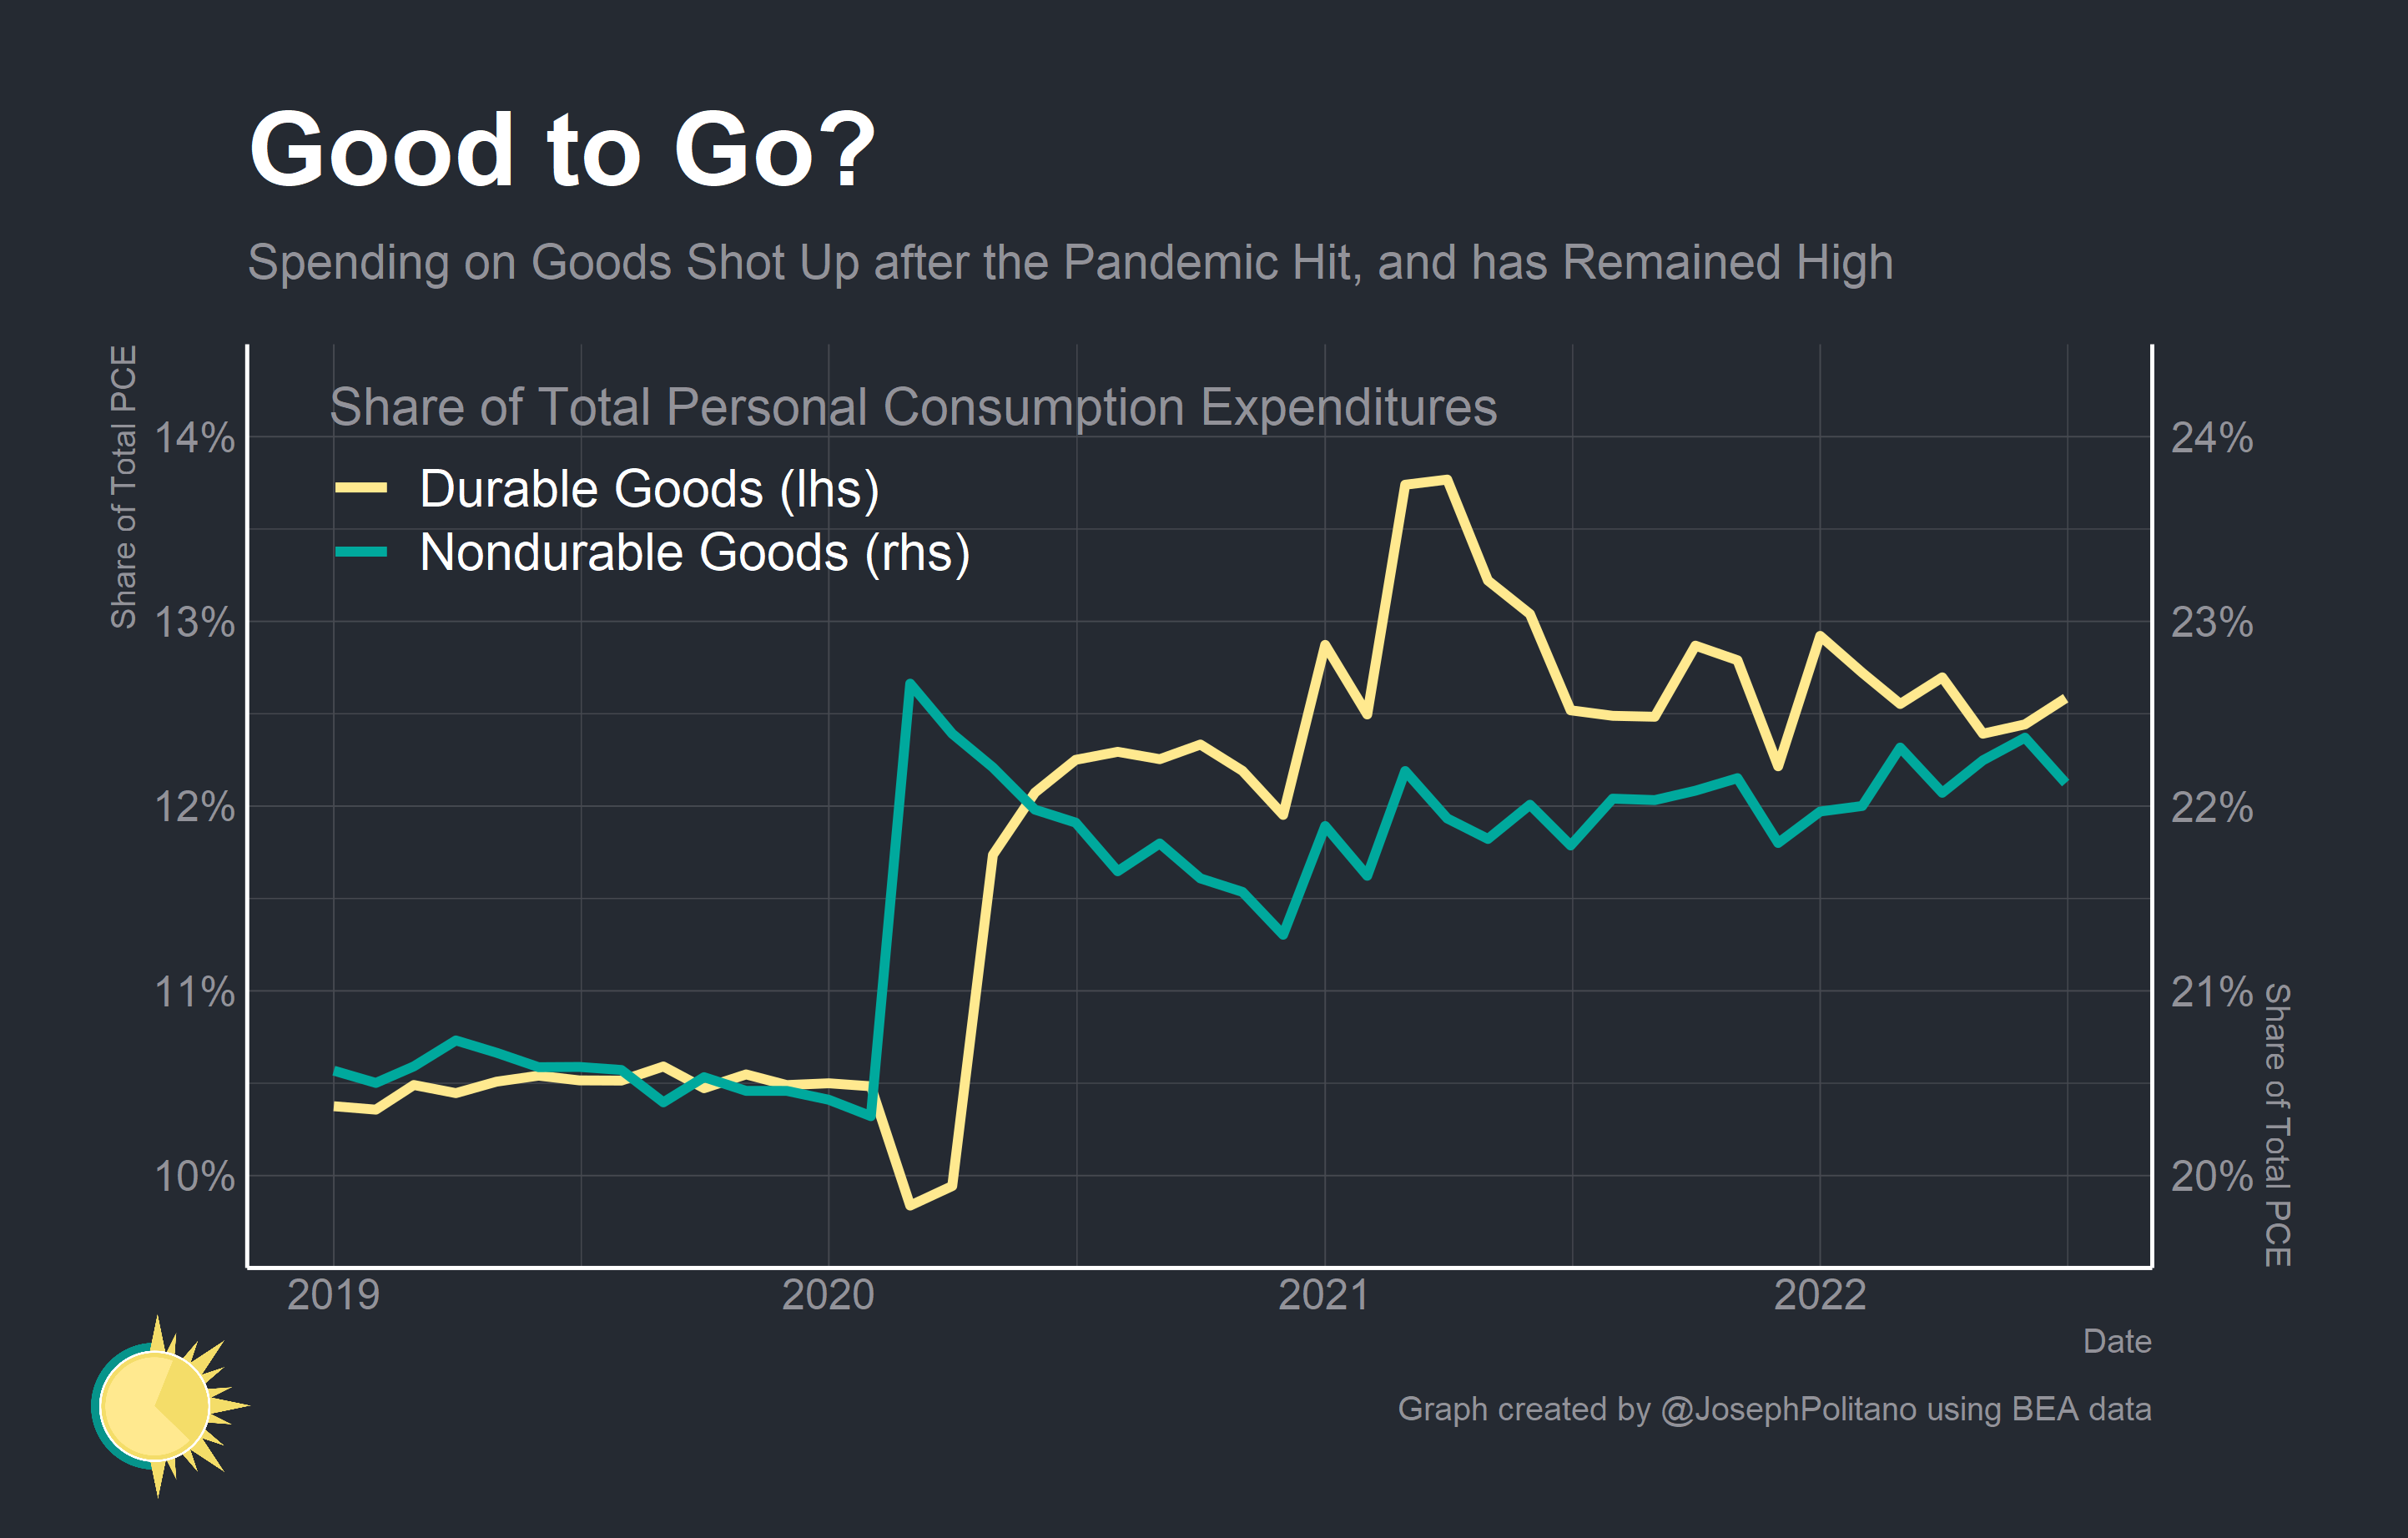 Good to Go?
Spending on Goods Shot Up after the Pandemic Hit, and has Remained High
Share of Total PCE
Share of Total Personal Consumption Expenditures
Durable Goods (lhs)
Nondurable Goods (rhs)
14%
13%
12%
11%
10%
24%
23%
22%
21%
20%
Share of Total PCE
2019
2020
2021
2022
Date
Graph created by @JosephPolitano using BEA data